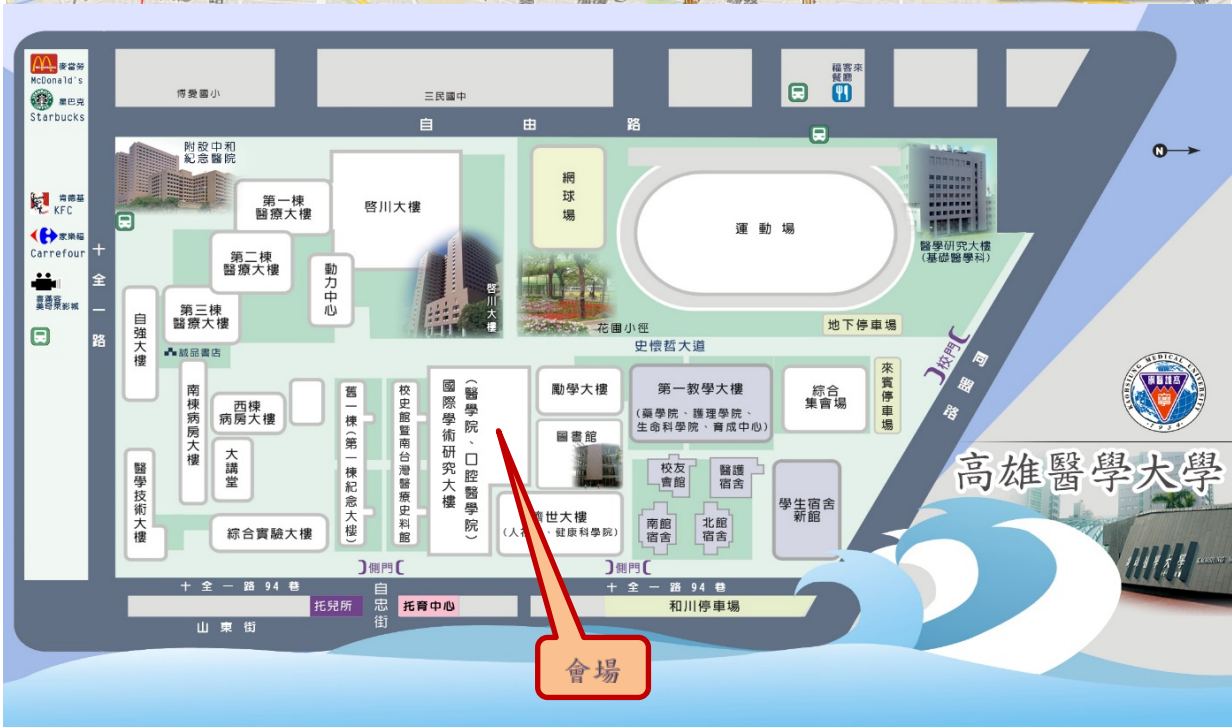 麥當勞
McDonald's
星巴克
Starbucks
肯德基
KFC
家樂福
Carrefour
喜滿客
美奇萊影城
十全一路
博愛國小
三民國中
福客來
餐廳
自由路
N
附設中和
紀念醫院
第一棟
醫療大樓
啓川大樓
網球場
運動場
醫學研究大樓
(基礎醫學科)
第二棟
醫療大樓
動力中心
啓川大樓
第三棟
醫療大樓
自強大樓
誠品書店
花圃小徑
地下停車場
史懷哲大道
校門
同盟路
南棟病房大樓
西棟
病房大樓
大講堂
舊一棟(第一棟紀念大樓)
校史館暨南台灣醫療史料館
國際學術研究大樓
(醫學院、口腔醫學院)
勵學大樓
第一教學大樓
(藥學院、護理學院、
生命科學院、育成中心)
綜合
集會場
來賓停車場
圖書館
校友
會館
醫護
宿舍
學生宿舍
新館
醫學技術大樓
綜合實驗大樓
濟世大樓
(人社院、健康科學院)
南館
宿舍
北館
宿舍
側門
側門
十全一路94巷
自忠街
十全一路94巷
托兒所
托育中心
和川停車場
山東街
會場
KAOHSIUNG MEDICAL UNIVERSITY
1954
高雄醫學大學